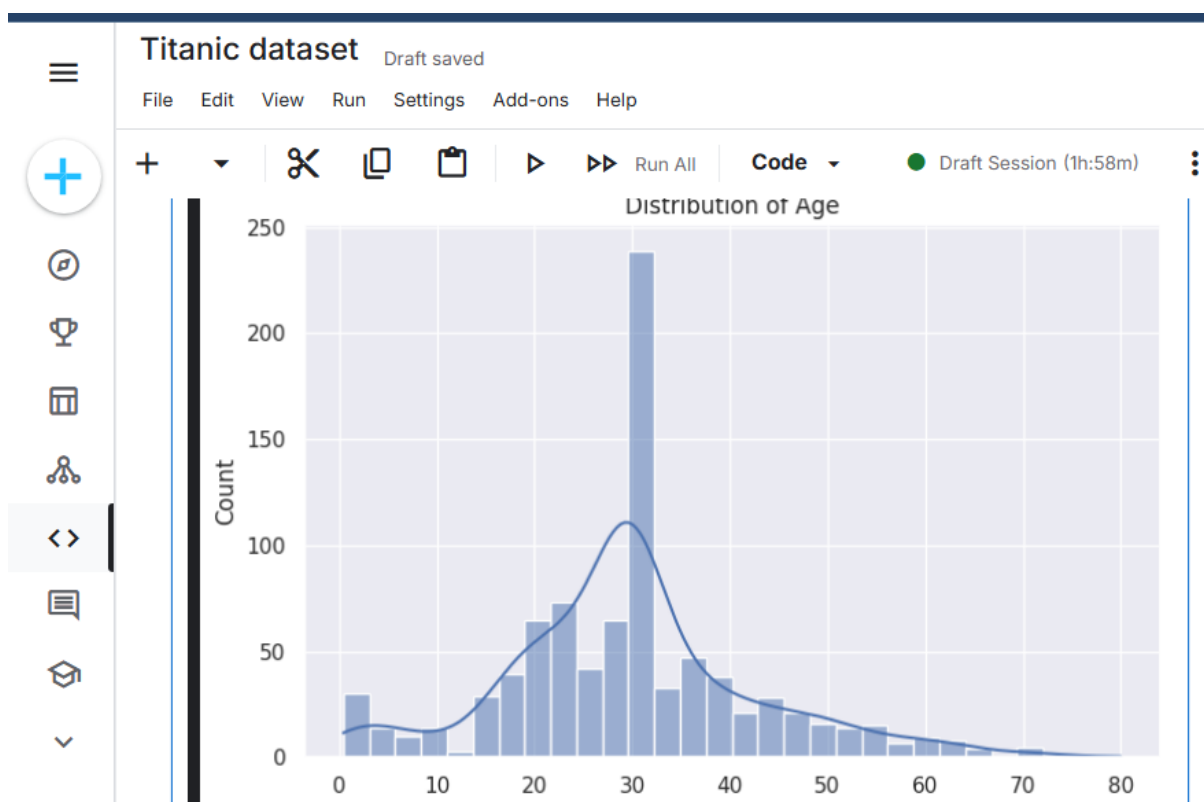 Titanic dataset Draft saved
File Edit View Run Settings Add-ons Help
Run All Code Draft Session (1h:58m)
Distribution of Age
250
200
150
100
50
0
Count
0 10 20 30 40 50 60 70 80